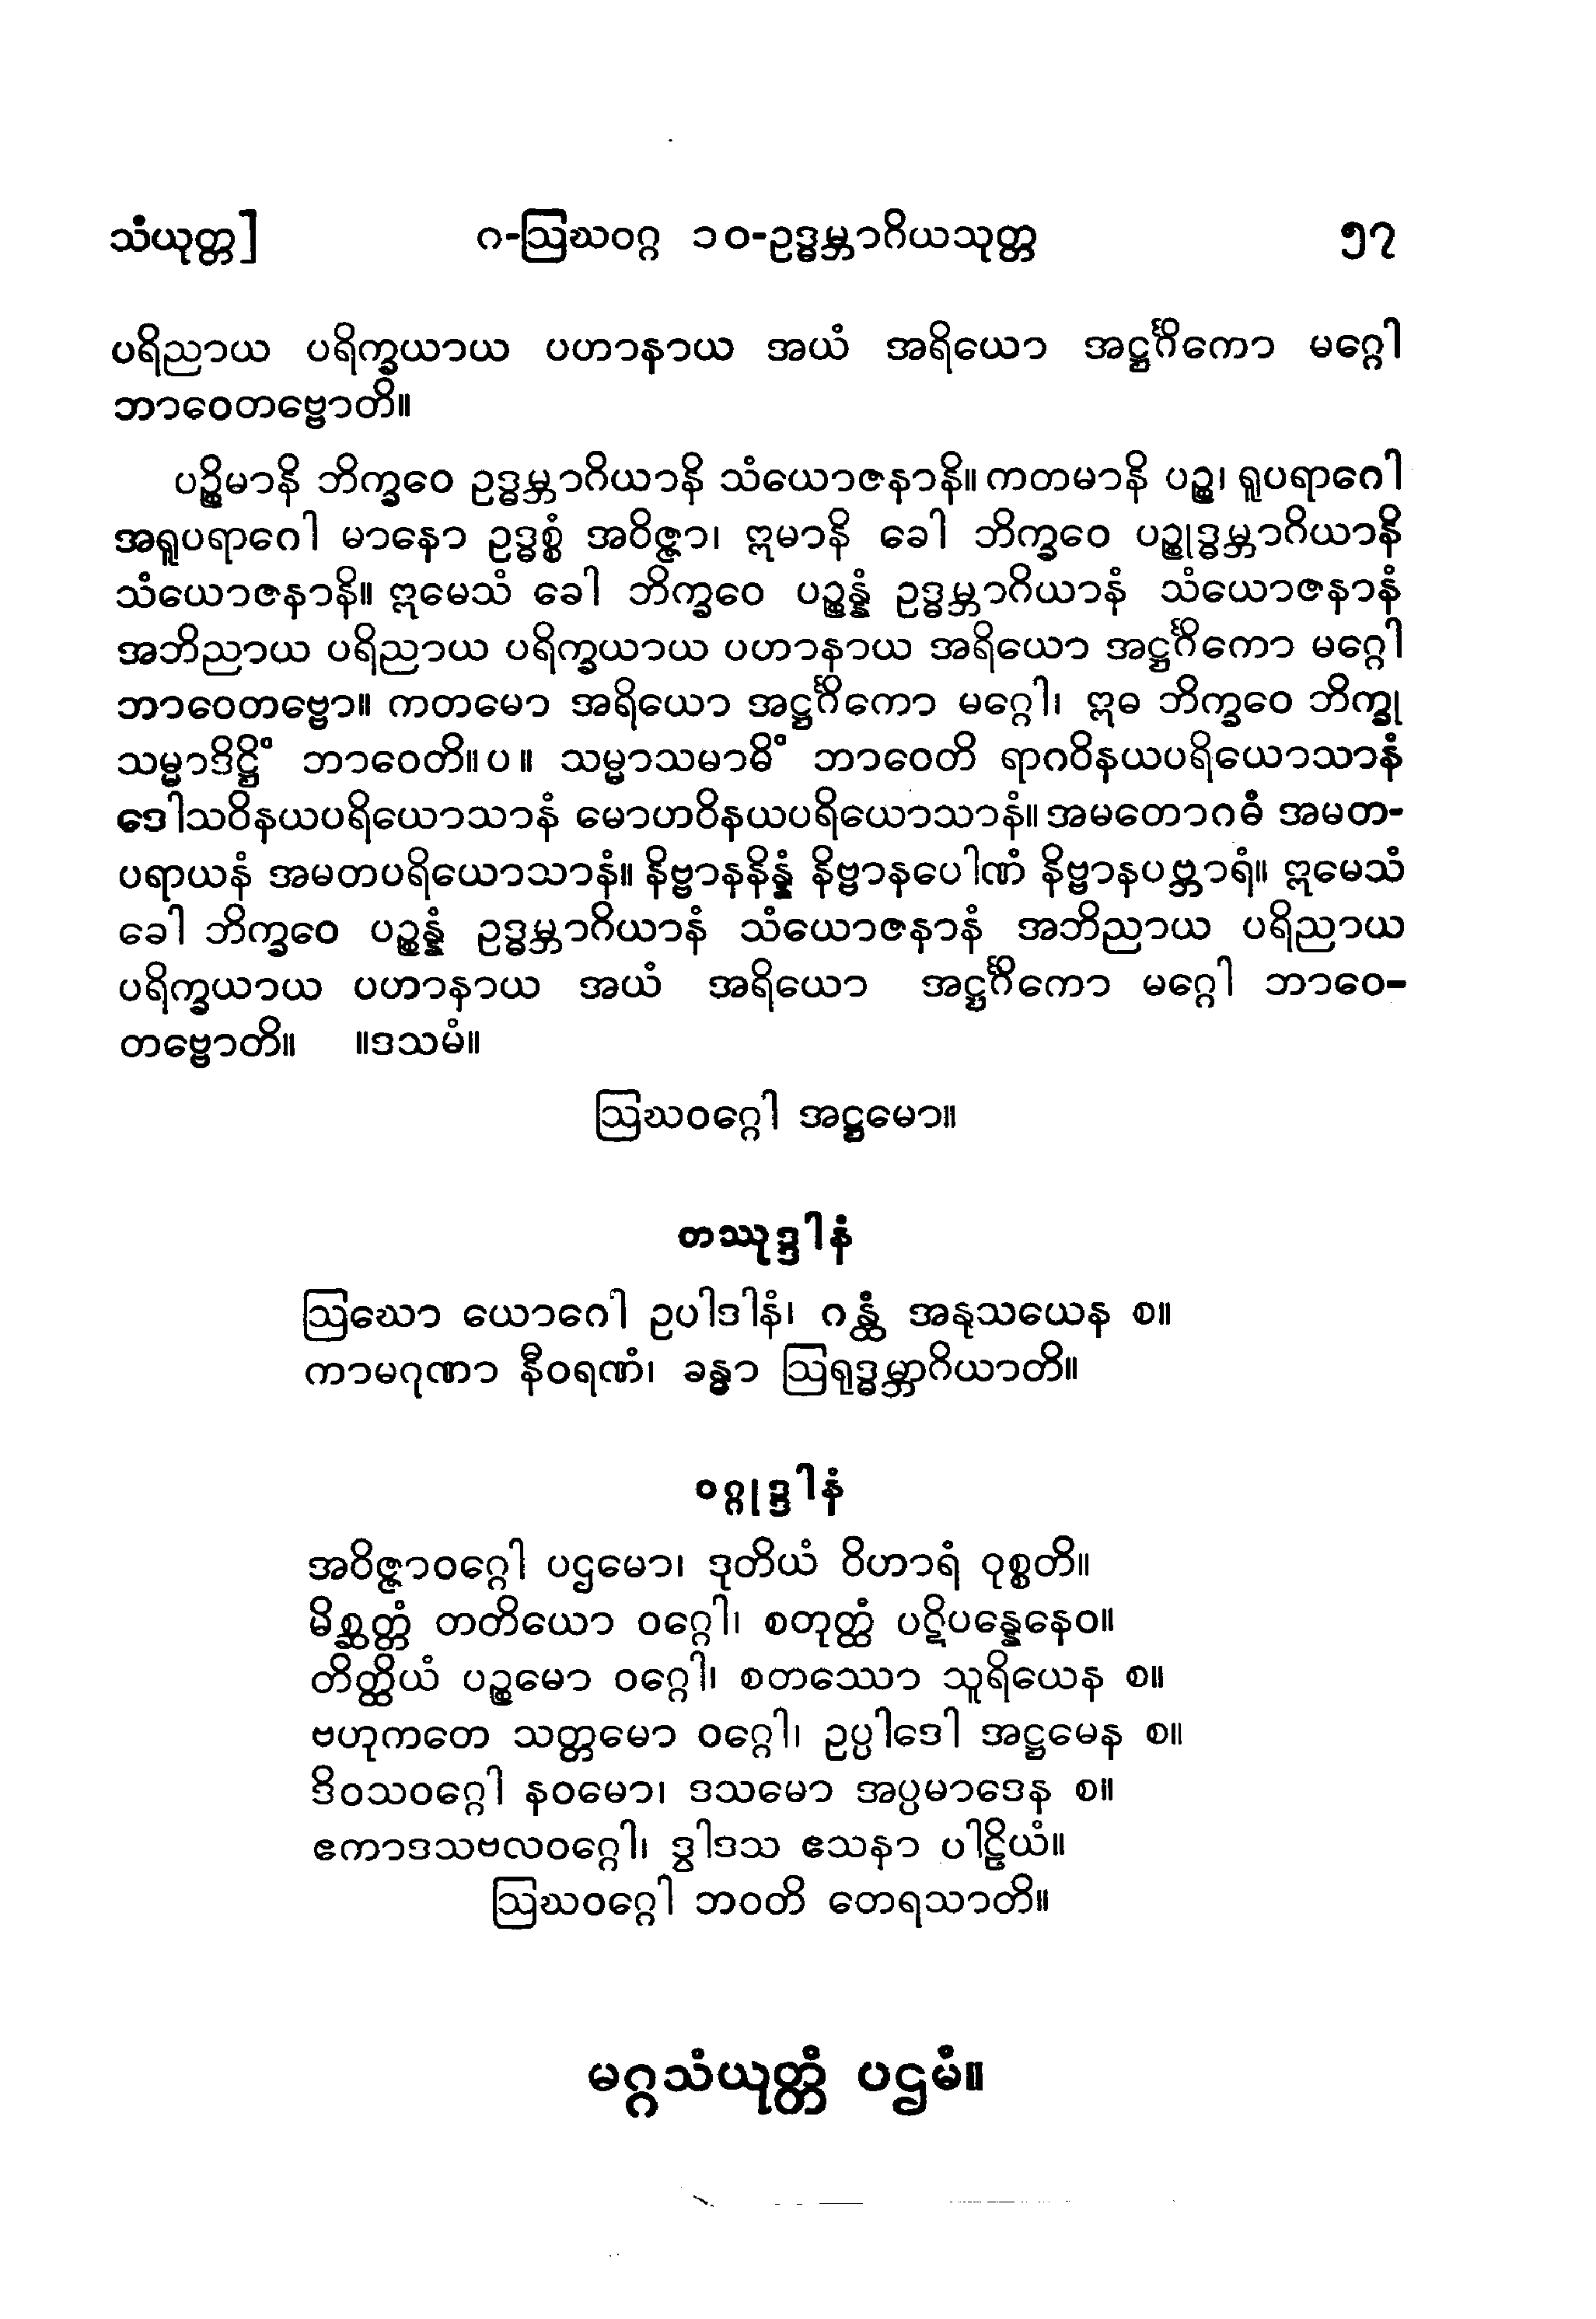 သံယုတ္တ] ဂ-ဩဃဝဂ္ဂ ၁၀-ဥဒ္ဓမ္ဘာဂိယသုတ္တ ၅၇
ပရိညာယ ပရိက္ခယာယ ပဟာနာယ အယံ အရိယော အဋ္ဌင်္ဂိကော မဂ္ဂေါ
ဘာဝေတဗ္ဗောတိ။
ပဉ္စိမာနိ ဘိက္ခဝေ ဥဒ္ဓမ္ဘာဂိယာနိ သံယောဇနာနိ။ ကတမာနိ ပဉ္စ၊ ရူပရာဂေါ
အရူပရာဂေါ မာနော ဥဒ္ဓစ္စံ အဝိဇ္ဇာ၊ ဣမာနိ ခေါ ဘိက္ခဝေ ပဉ္စုဒ္ဓမ္ဘာဂိယာနိ
သံယောဇနာနိ။ ဣမေသံ ခေါ ဘိက္ခဝေ ပဉ္စန္နံ ဥဒ္ဓမ္ဘာဂိယာနံ သံယောဇနာနံ
အဘိညာယ ပရိညာယ ပရိက္ခယာယ ပဟာနာယ အရိယော အဋ္ဌင်္ဂိကော မဂ္ဂေါ
ဘာဝေတဗ္ဗော။ ကတမော အရိယော အဋ္ဌင်္ဂိကော မဂ္ဂေါ၊ ဣဓ ဘိက္ခဝေ ဘိက္ခု
သမ္မာဒိဋ္ဌိံ ဘာဝေတိ။ပ။ သမ္မာသမာဓိံ ဘာဝေတိ ရာဂဝိနယပရိယောသာနံ
ဒေါသဝိနယပရိယောသာနံ မောဟဝိနယပရိယောသာနံ။ အမတောဂဓံ အမတ-
ပရာယနံ အမတပရိယောသာနံ။ နိဗ္ဗာနနိန္နံ နိဗ္ဗာနပေါဏံ နိဗ္ဗာနပဗ္ဘာရံ။ ဣမေသံ
ခေါ ဘိက္ခဝေ ပဉ္စန္နံ ဥဒ္ဓမ္ဘာဂိယာနံ သံယောဇနာနံ အဘိညာယ ပရိညာယ
ပရိက္ခယာယ ပဟာနာယ အယံ အရိယော အဋ္ဌင်္ဂိကော မဂ္ဂေါ ဘာဝေ-
တဗ္ဗောတိ။ ။ဒသမံ။
ဩဃဝဂ္ဂေါ အဋ္ဌမော။
တဿုဒ္ဒါနံ
ဩဃော ယောဂေါ ဥပါဒါနံ၊ ဂန္ထံ အနုသယေန စ။
ကာမဂုဏာ နီဝရဏံ၊ ခန္ဓာ ဩရုဒ္ဓမ္ဘာဂိယာတိ။
ဝဂ္ဂုဒ္ဒါနံ
အဝိဇ္ဇာဝဂ္ဂေါ ပဌမော၊ ဒုတိယံ ဝိဟာရံ ဝုစ္စတိ။
မိစ္ဆတ္တံ တတိယော ဝဂ္ဂေါ၊ စတုတ္ထံ ပဋိပန္နေနေဝ။
တိတ္ထိယံ ပဉ္စမော ဝဂ္ဂေါ၊ စတဿော သူရိယေန စ။
ဗဟုကတေ သတ္တမော ဝဂ္ဂေါ၊ ဥပ္ပါဒေါ အဋ္ဌမေန စ။
ဒိဝသဝဂ္ဂေါ နဝမော၊ ဒသမော အပ္ပမာဒေန စ။
ဧကာဒသဗလဝဂ္ဂေါ၊ ဒွါဒသ ဧသနာ ပါဠိယံ။
ဩဃဝဂ္ဂေါ ဘဝတိ တေရသာတိ။
မဂ္ဂသံယုတ္တံ ပဌမံ။